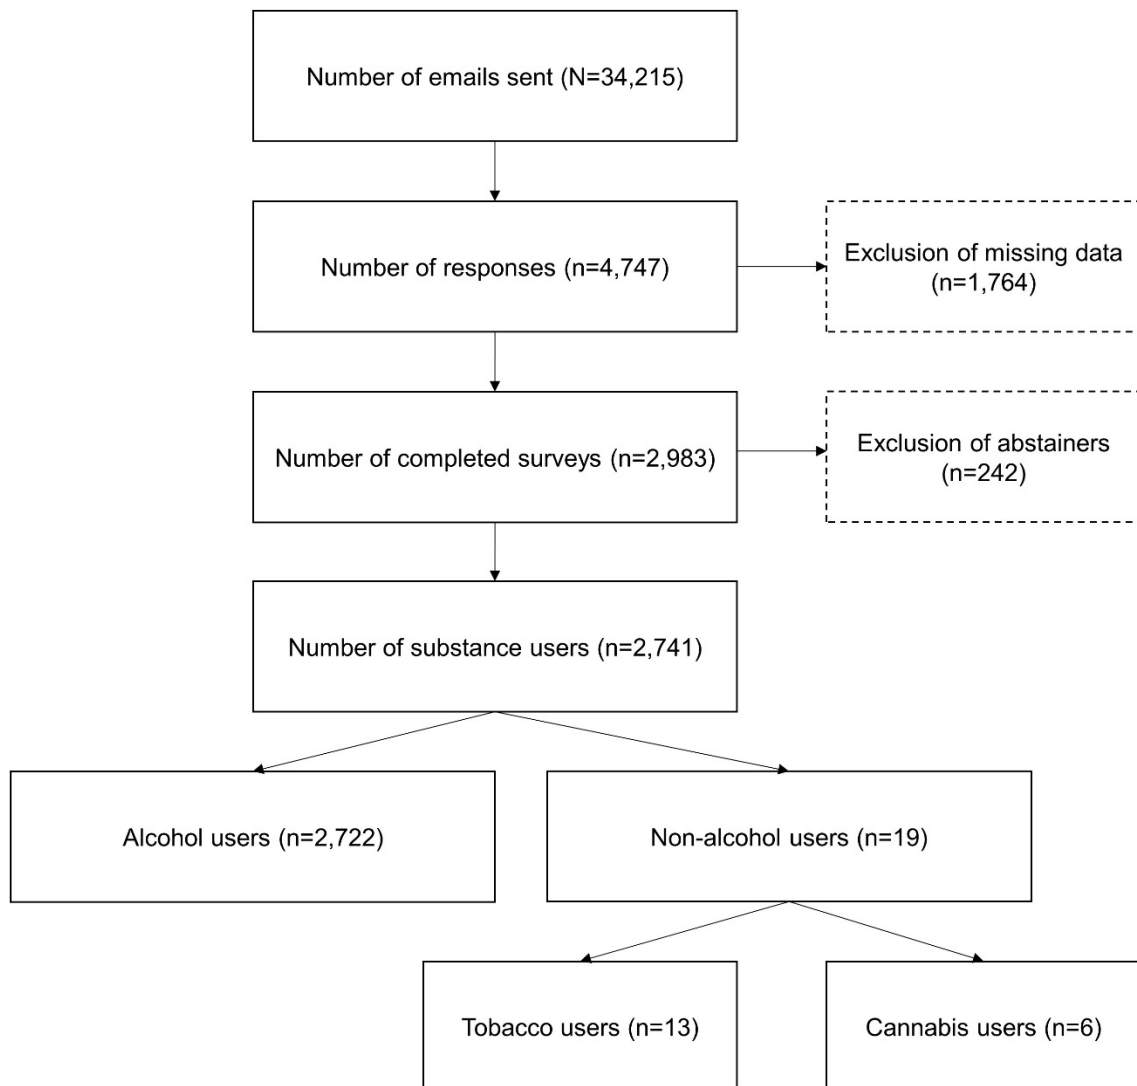 Number of emails sent (N=34,215)
Number of responses (n=4,747)
Exclusion of missing data
(n=1,764)
Number of completed surveys (n=2,983)
Exclusion of abstainers
(n=242)
Number of substance users (n=2,741)
Alcohol users (n=2,722)
Non-alcohol users (n=19)
Tobacco users (n=13)
Cannabis users (n=6)